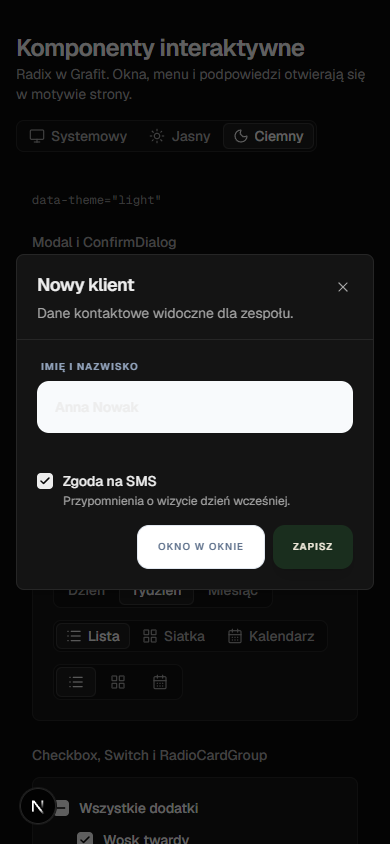 Komponenty interaktywne
Radix w Grafit. Okna, menu i podpowiedzi otwierają się
w motywie strony.
Systemowy Jasny Ciemny
data-theme="light"
Modal i ConfirmDialog
Nowy klient
Dane kontaktowe widoczne dla zespołu.
IMIĘ I NAZWISKO
Anna Nowak
Zgoda na SMS
Przypomnienia o wizycie dzień wcześniej.
OKNO W OKNIE ZAPISZ
Dzień Tydzień Miesiąc
Lista Siatka Kalendarz
Checkbox, Switch i RadioCardGroup
N Wszystkie dodatki
Wosk twardy